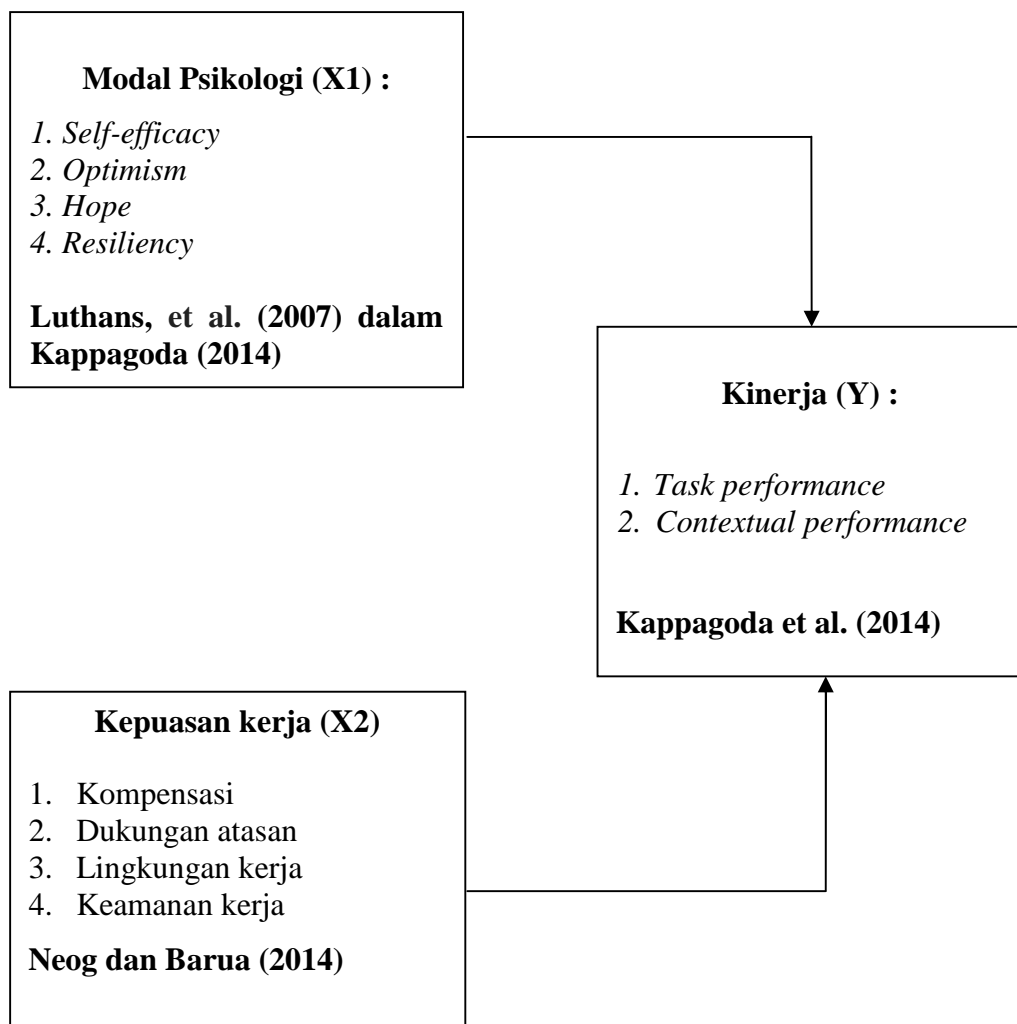 Modal Psikologi (X1) :
1. Self-efficacy
2. Optimism
3. Hope
4. Resiliency
Luthans, et al. (2007) dalam
Kappagoda (2014)
Kinerja (Y) :
1. Task performance
2. Contextual performance
Kappagoda et al. (2014)
Kepuasan kerja (X2)
1. Kompensasi
2. Dukungan atasan
3. Lingkungan kerja
4. Keamanan kerja
Neog dan Barua (2014)